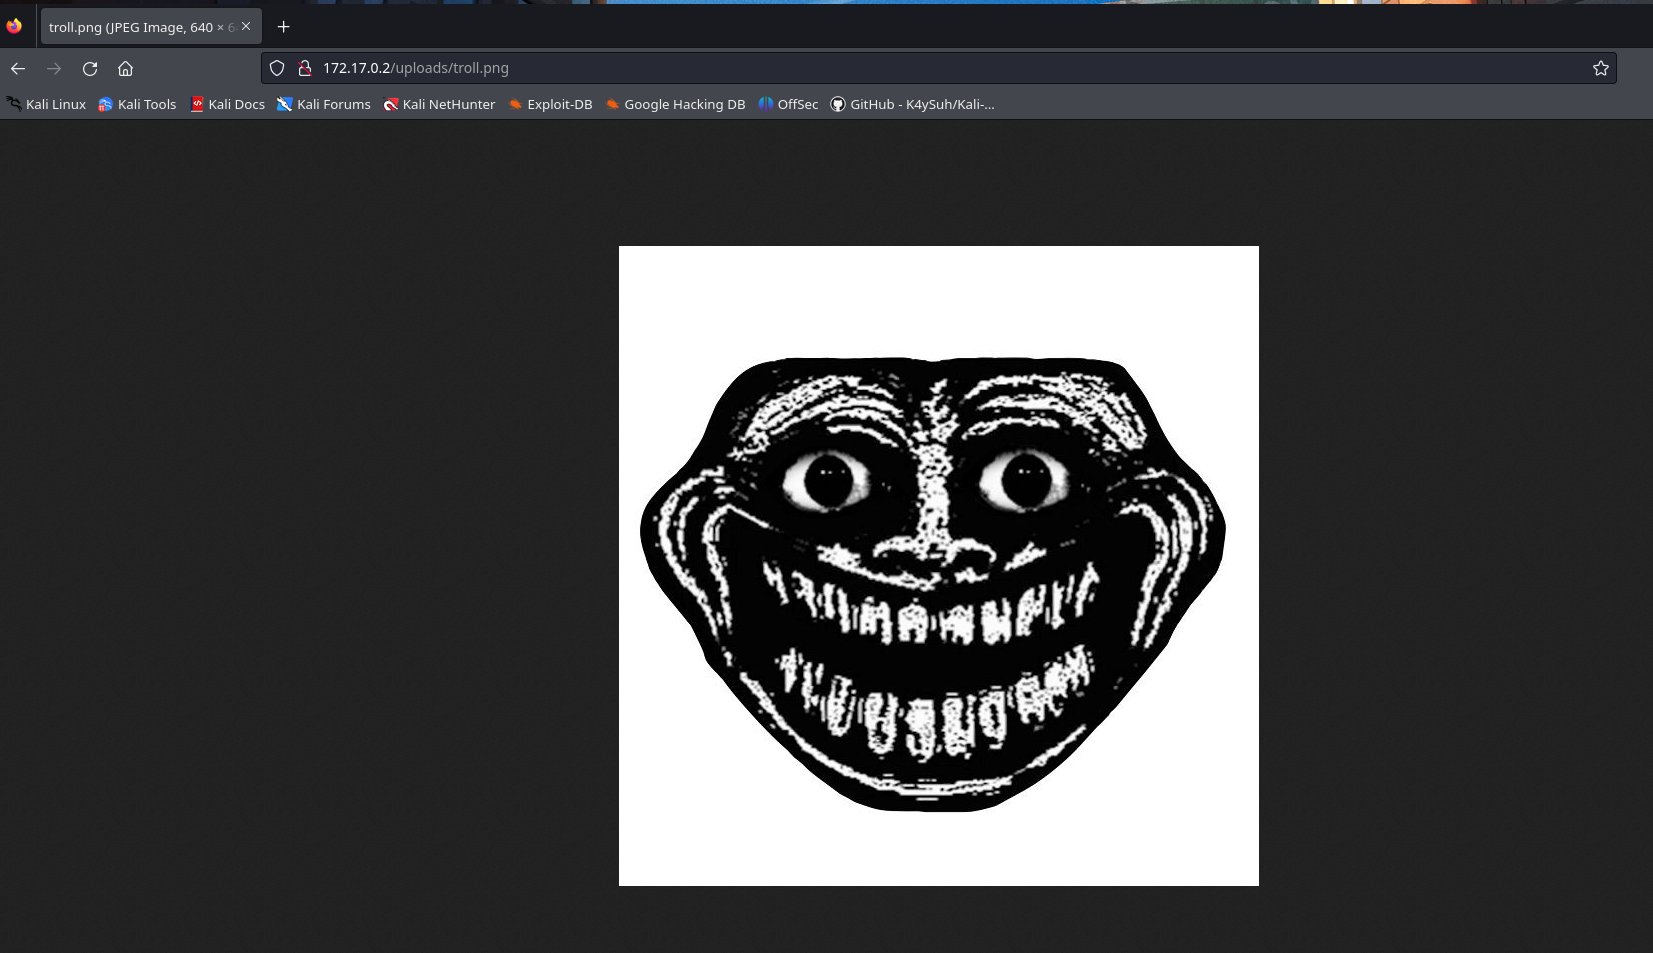 troll.png (JPEG Image, 640 × 6
172.17.0.2/uploads/troll.png
Kali Linux Kali Tools Kali Docs Kali Forums Kali NetHunter Exploit-DB Google Hacking DB OffSec GitHub - K4ySuh/Kali-...